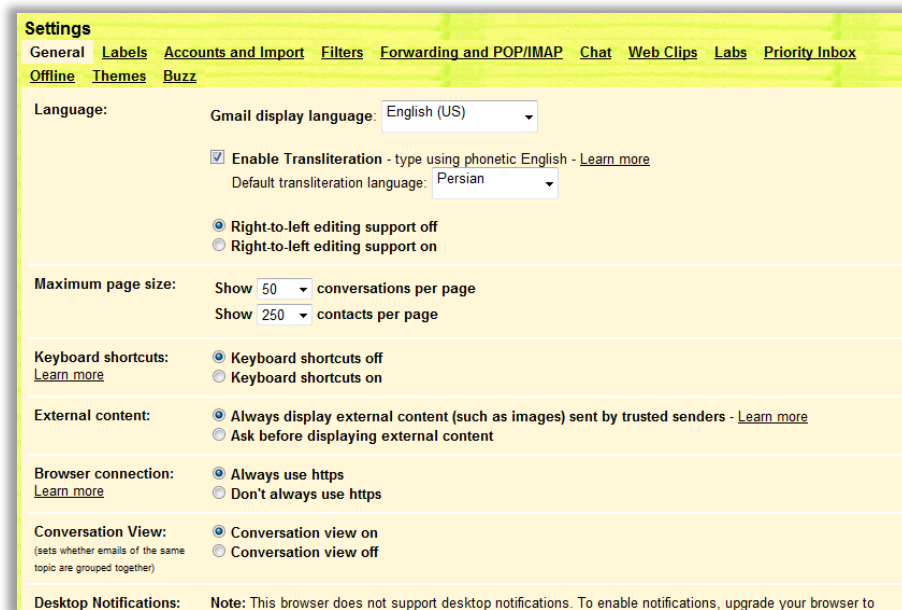 Settings
General Labels Accounts and Import Filters Forwarding and POP/IMAP Chat Web Clips Labs Priority Inbox
Offline Themes Buzz
Language:
Gmail display language: English (US)
Enable Transliteration - type using phonetic English - Learn more
Default transliteration language: Persian
Right-to-left editing support off
Right-to-left editing support on
Maximum page size:
Show 50 conversations per page
Show 250 contacts per page
Keyboard shortcuts:
Learn more
Keyboard shortcuts off
Keyboard shortcuts on
External content:
Always display external content (such as images) sent by trusted senders - Learn more
Ask before displaying external content
Browser connection:
Learn more
Always use https
Don't always use https
Conversation View:
(sets whether emails of the same
topic are grouped together)
Conversation view on
Conversation view off
Desktop Notifications:
Note: This browser does not support desktop notifications. To enable notifications, upgrade your browser to